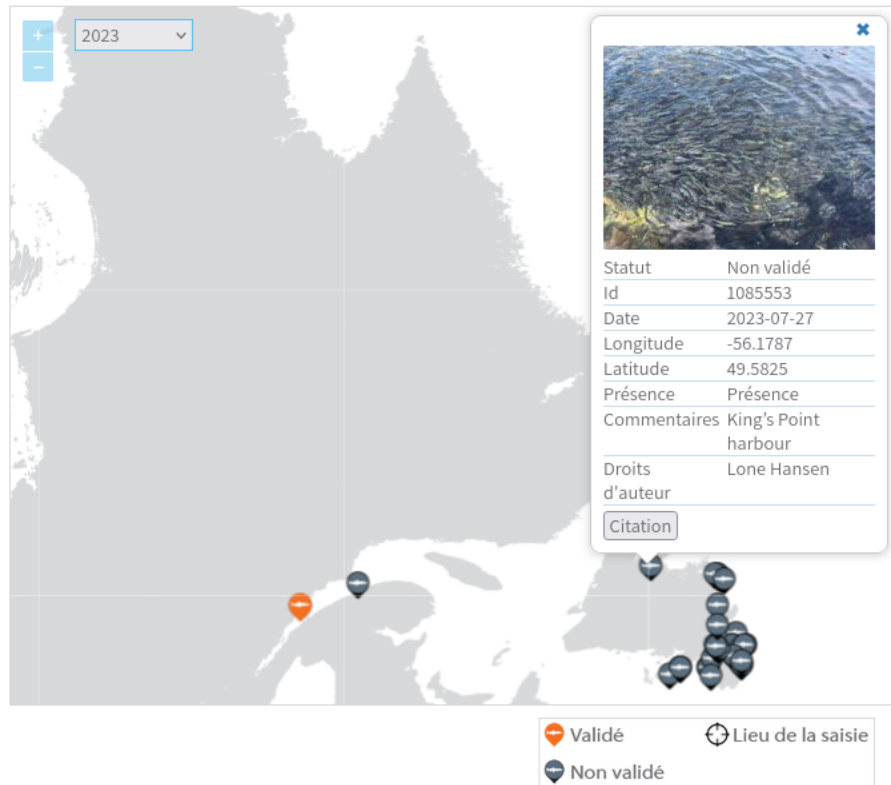 +
−
2023
✖
Statut Non validé
Id 1085553
Date 2023-07-27
Longitude -56.1787
Latitude 49.5825
Présence Présence
Commentaires King's Point
harbour
Droits Lone Hansen
d'auteur
Citation
Validé Lieu de la saisie
Non validé